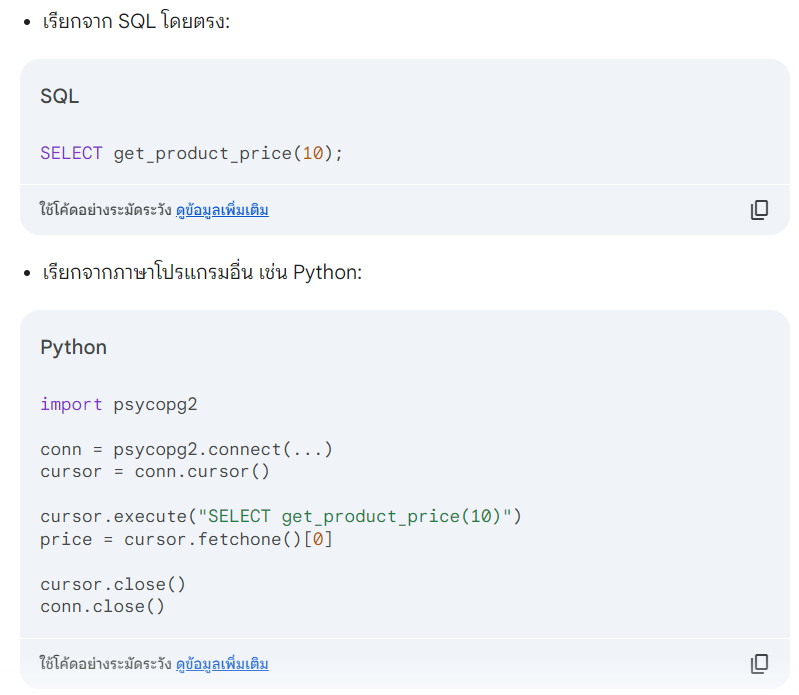 • เรียกจาก SQL โดยตรง:
SQL
SELECT get_product_price(10);
ใช้โค้ดอย่างระมัดระวัง ดูข้อมูลเพิ่มเติม
• เรียกจากภาษาโปรแกรมอื่น เช่น Python:
Python
import psycopg2
conn = psycopg2.connect(...)
cursor = conn.cursor()
cursor.execute("SELECT get_product_price(10)")
price = cursor.fetchone()[0]
cursor.close()
conn.close()
ใช้โค้ดอย่างระมัดระวัง ดูข้อมูลเพิ่มเติม